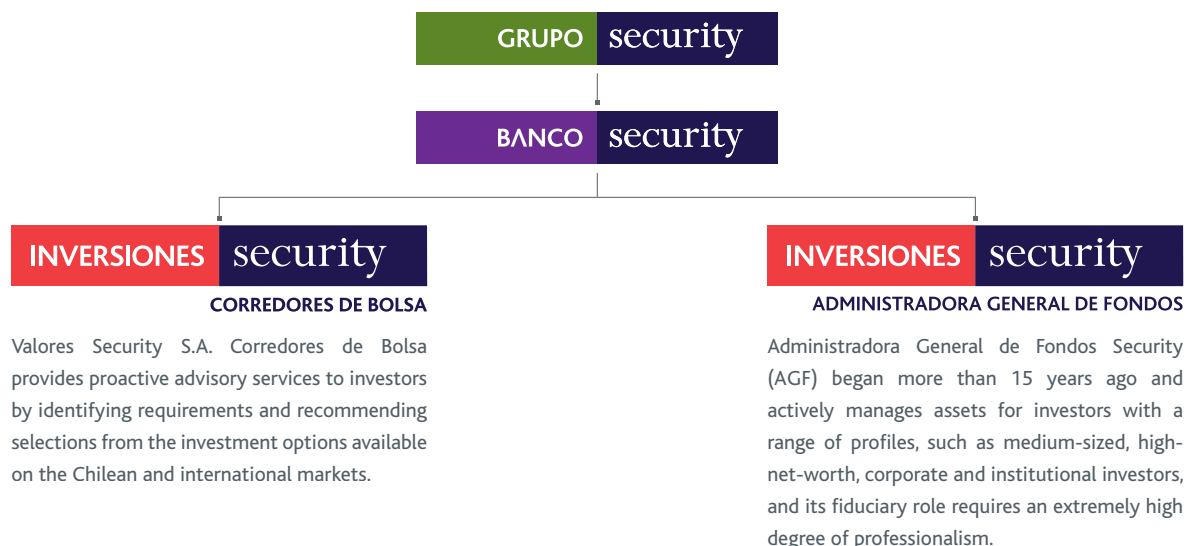 GRUPO security
BANCO security
INVERSIONES security
CORREDORES DE BOLSA
Valores Security S.A. Corredores de Bolsa
provides proactive advisory services to investors
by identifying requirements and recommending
selections from the investment options available
on the Chilean and international markets.
INVERSIONES security
ADMINISTRADORA GENERAL DE FONDOS
Administradora General de Fondos Security
(AGF) began more than 15 years ago and
actively manages assets for investors with a
range of profiles, such as medium-sized, high-
net-worth, corporate and institutional investors,
and its fiduciary role requires an extremely high
degree of professionalism.